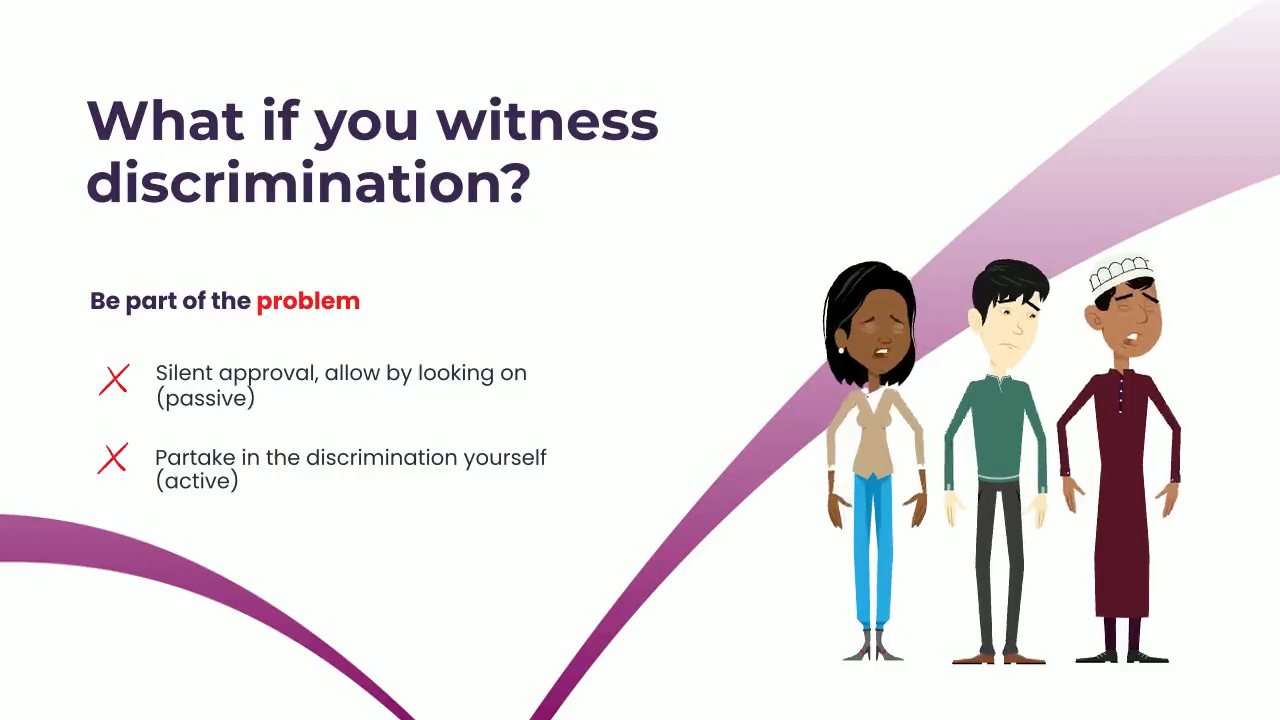 What if you witness
discrimination?
Be part of the problem
Silent approval, allow by looking on
(passive)
Partake in the discrimination yourself
(active)